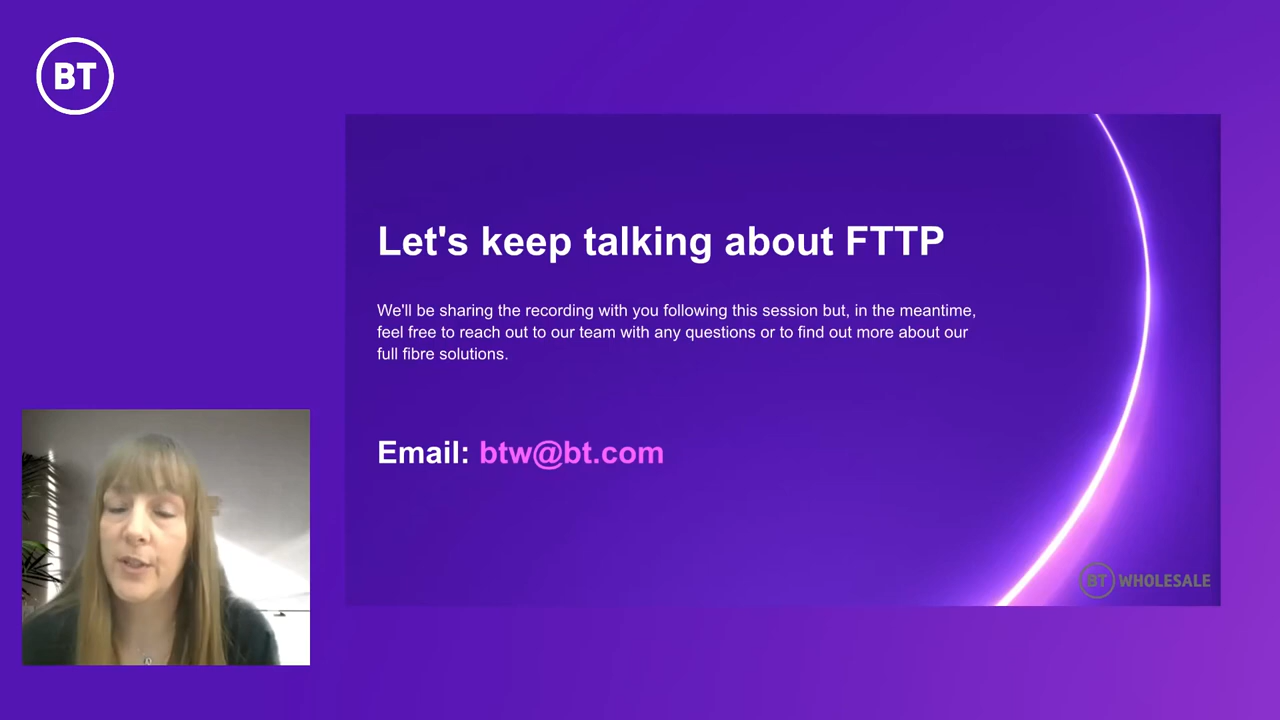 BT
Let's keep talking about FTTP
We'll be sharing the recording with you following this session but, in the meantime,
feel free to reach out to our team with any questions or to find out more about our
full fibre solutions.
Email: btw@bt.com
BT WHOLESALE